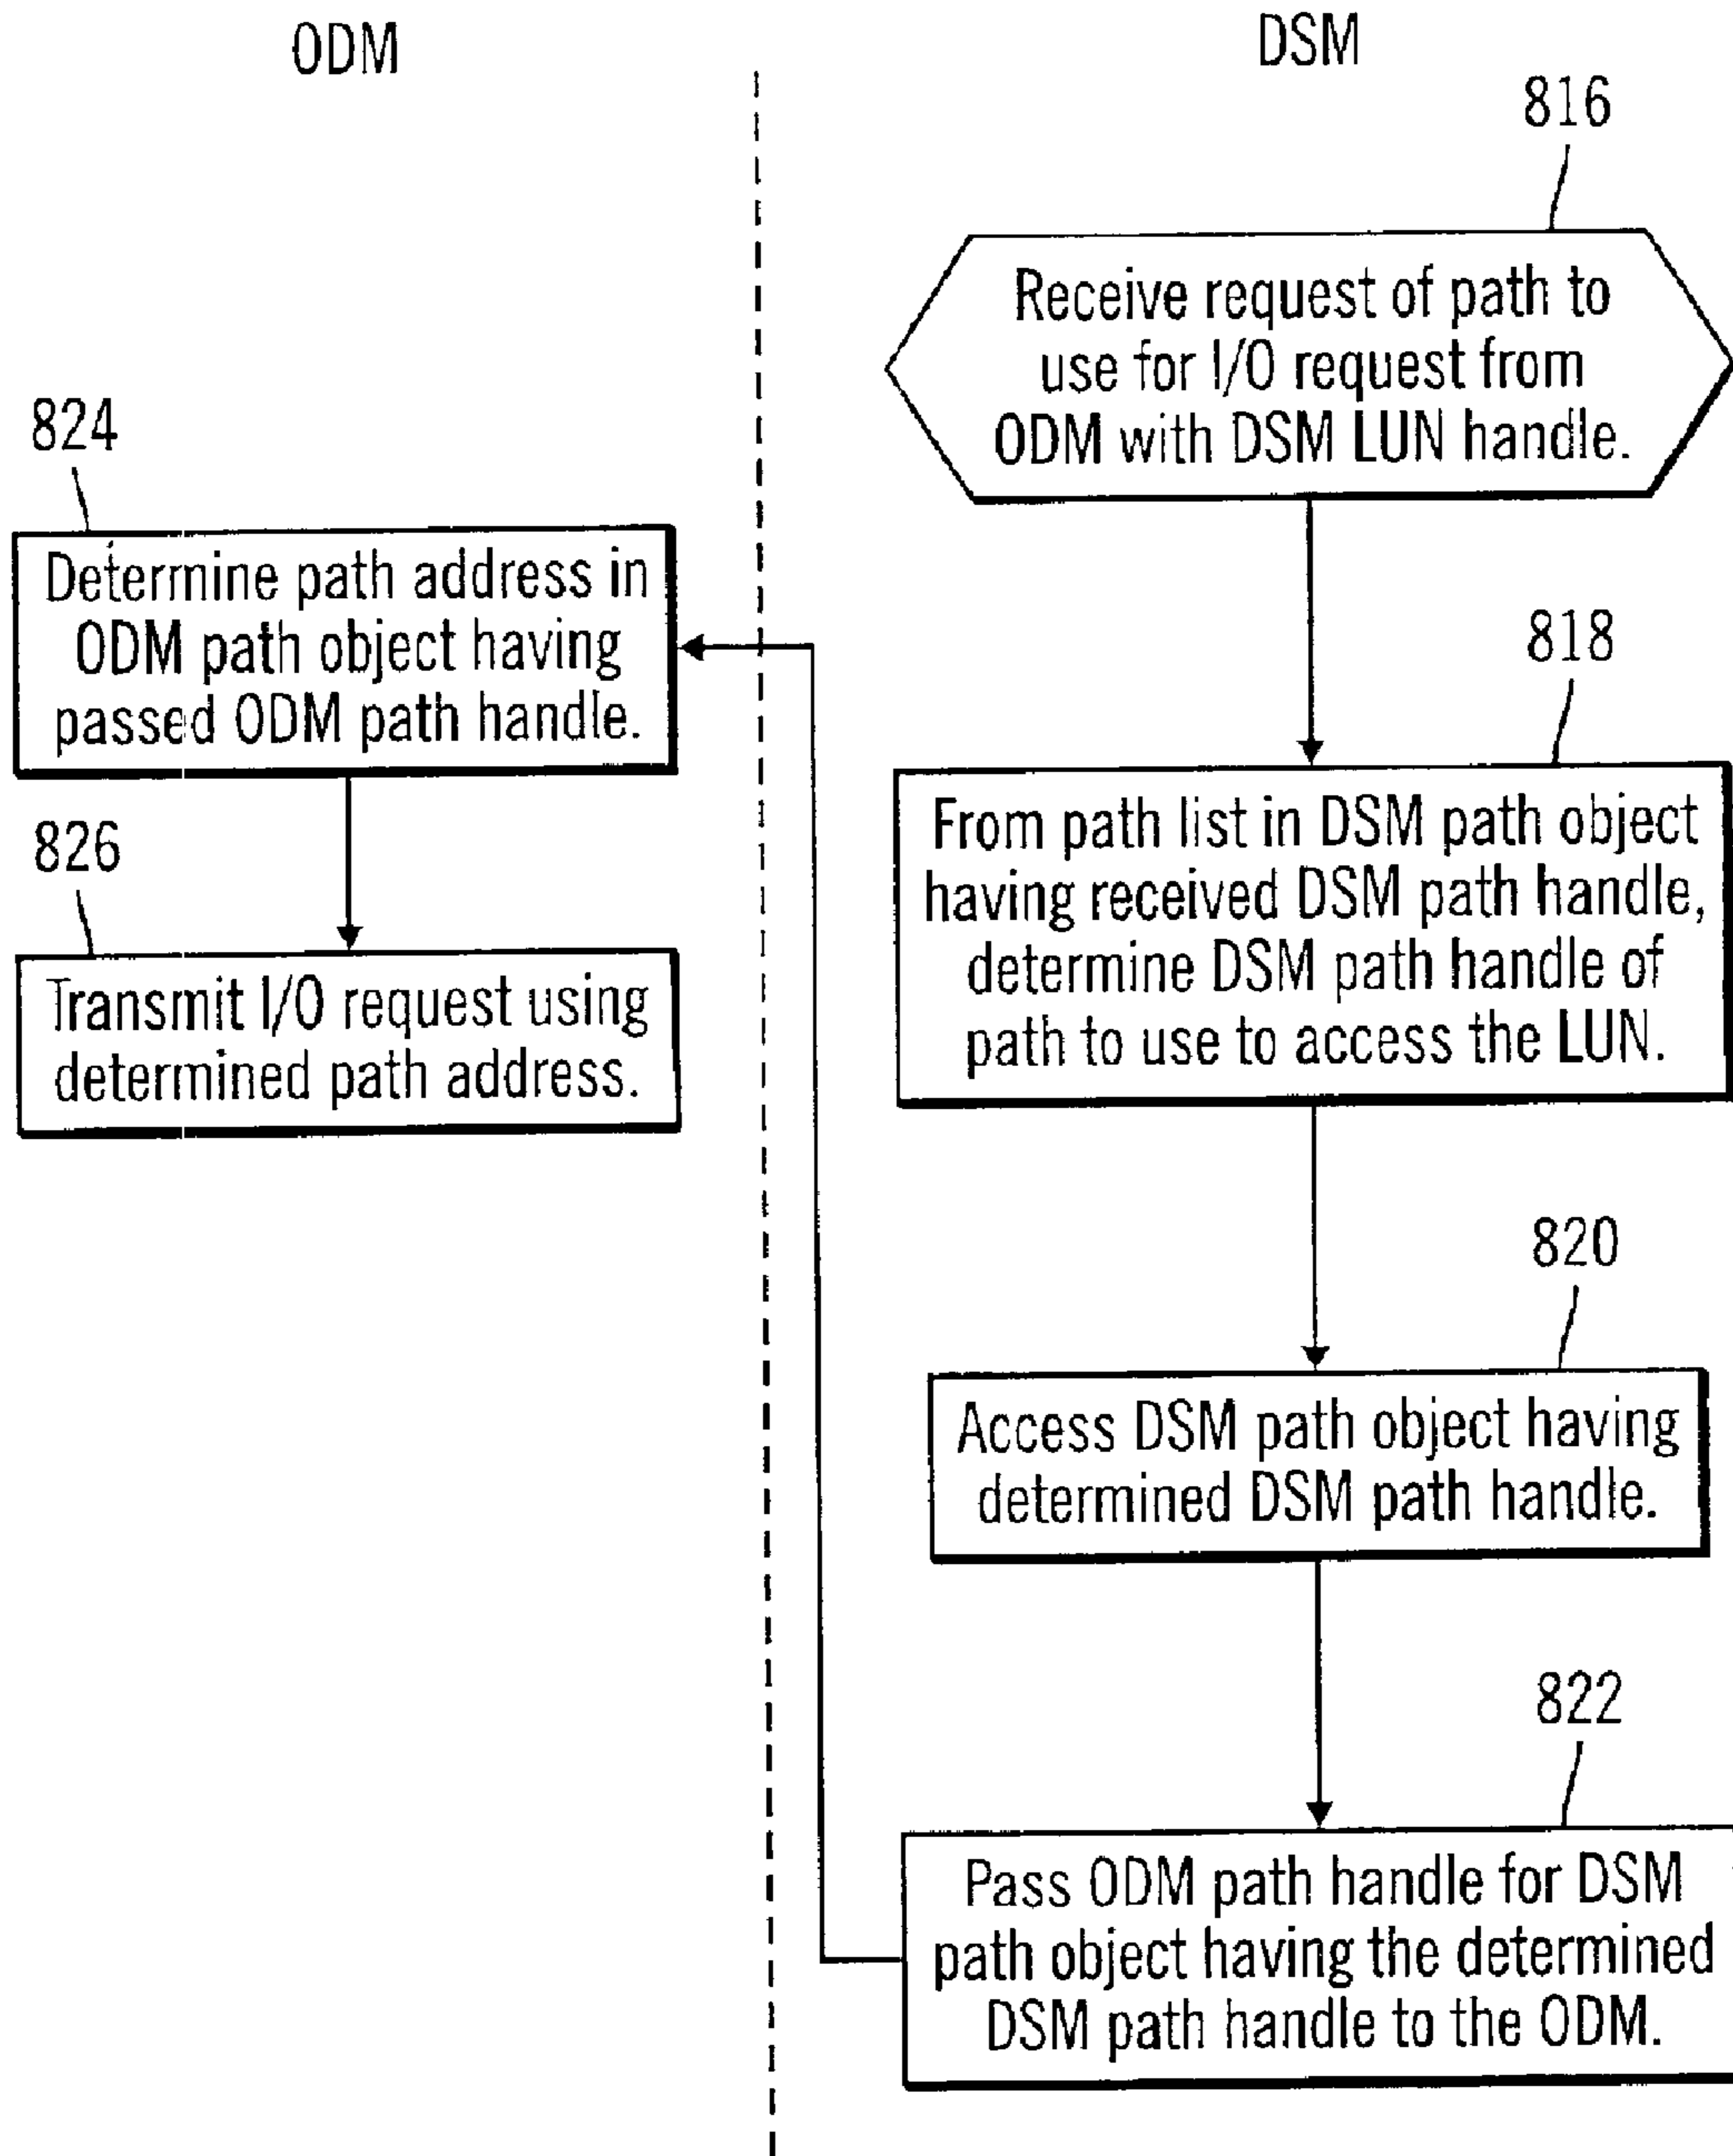 ODM
DSM
816
Receive request of path to
use for I/O request from
ODM with DSM LUN handle.
818
From path list in DSM path object
having received DSM path handle,
determine DSM path handle of
path to use to access the LUN.
820
Access DSM path object having
determined DSM path handle.
822
Pass ODM path handle for DSM
path object having the determined
DSM path handle to the ODM.
824
Determine path address in
ODM path object having
passed ODM path handle.
826
Transmit I/O request using
determined path address.